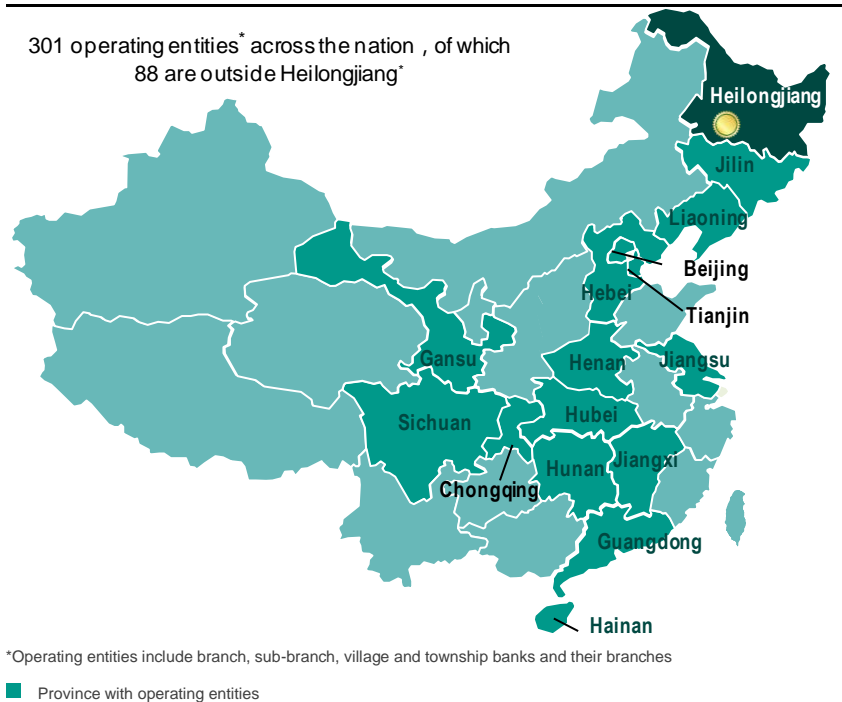 301 operating entities* across the nation , of which
88 are outside Heilongjiang*
Heilongjiang
Jilin
Liaoning
Beijing
Hebei
Tianjin
Gansu
Henan
Jiangsu
Sichuan
Hubei
Hunan
Jiangxi
Chongqing
Guangdong
Hainan
*Operating entities include branch, sub-branch, village and township banks and their branches
Province with operating entities